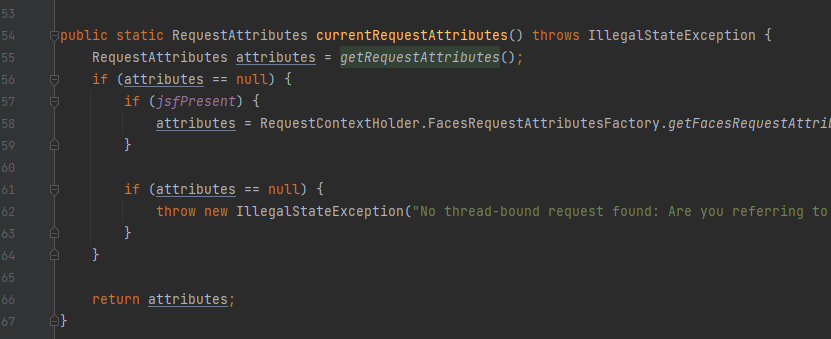 53
54 public static RequestAttributes currentRequestAttributes() throws IllegalStateException {
55 RequestAttributes attributes = getRequestAttributes();
56 if (attributes == null) {
57 if (jsfPresent) {
58 attributes = RequestContextHolder.FacesRequestAttributesFactory.getFacesRequestAttri
59 }
60
61 if (attributes == null) {
62 throw new IllegalStateException("No thread-bound request found: Are you referring to
63 }
64 }
65
66 return attributes;
67 }